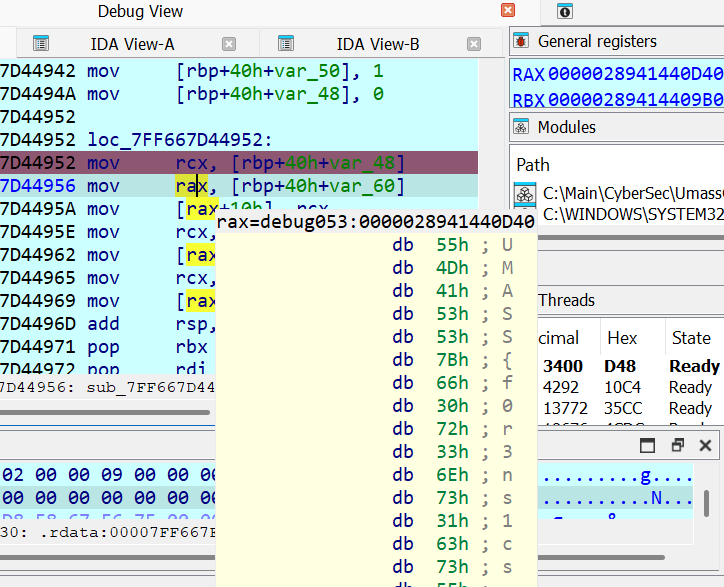 Debug View
IDA View-A
IDA View-B
7D44942 mov [rbp+40h+var_50], 1
7D4494A mov [rbp+40h+var_48], 0
7D44952
7D44952 loc_7FF667D44952:
7D44952 mov rcx, [rbp+40h+var_48]
7D44956 mov rax, [rbp+40h+var_60]
7D4495A mov [rax+10h], rcx
7D4495E mov rcx,
7D44962 mov [rax
7D44965 mov rcx,
7D44969 mov [rax
7D4496D add rsp,
7D44971 pop rbx
7D44972 pop rdi
7D44956: sub_7FF667D44
rax=debug053:0000028941440D40
db 55h ; U
db 4Dh ; M
db 41h ; A
db 53h ; S
db 53h ; S
db 7Bh ; {
db 66h ; f
db 30h ; 0
db 72h ; r
db 33h ; 3
db 6Eh ; n
db 73h ; s
db 31h ; 1
db 63h ; c
db 73h ; s
db 55h
General registers
RAX 0000028941440D40
RBX 00000289414409B0
Modules
Path
C:\Main\CyberSec\Umass
C:\WINDOWS\SYSTEM32
Threads
cimal Hex State
3400 D48 Ready
4292 10C4 Ready
13772 35CC Ready
02 00 00 09 00 00 00
.........g....
00 00 00 00 00 00 00
..........N...
30: .rdata:00007FF667